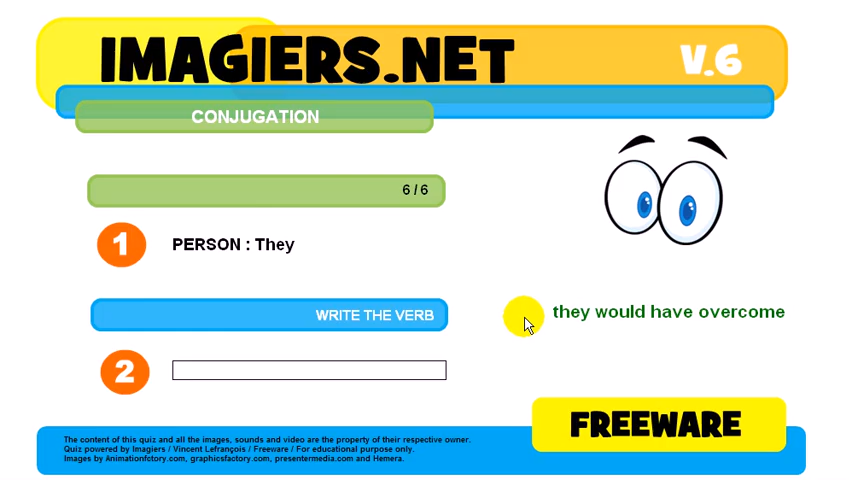 IMAGIERS.NET
V.6
CONJUGATION
6 / 6
1
PERSON : They
WRITE THE VERB
they would have overcome
2
FREEWARE
The content of this quiz and all the images, sounds and video are the property of their respective owner.
Quiz powered by Imagiers / Vincent Lefrançois / Freeware / For educational purpose only.
Images by Animationfotory.com, graphicsfactory.com, presentermedia.com and Hemera.